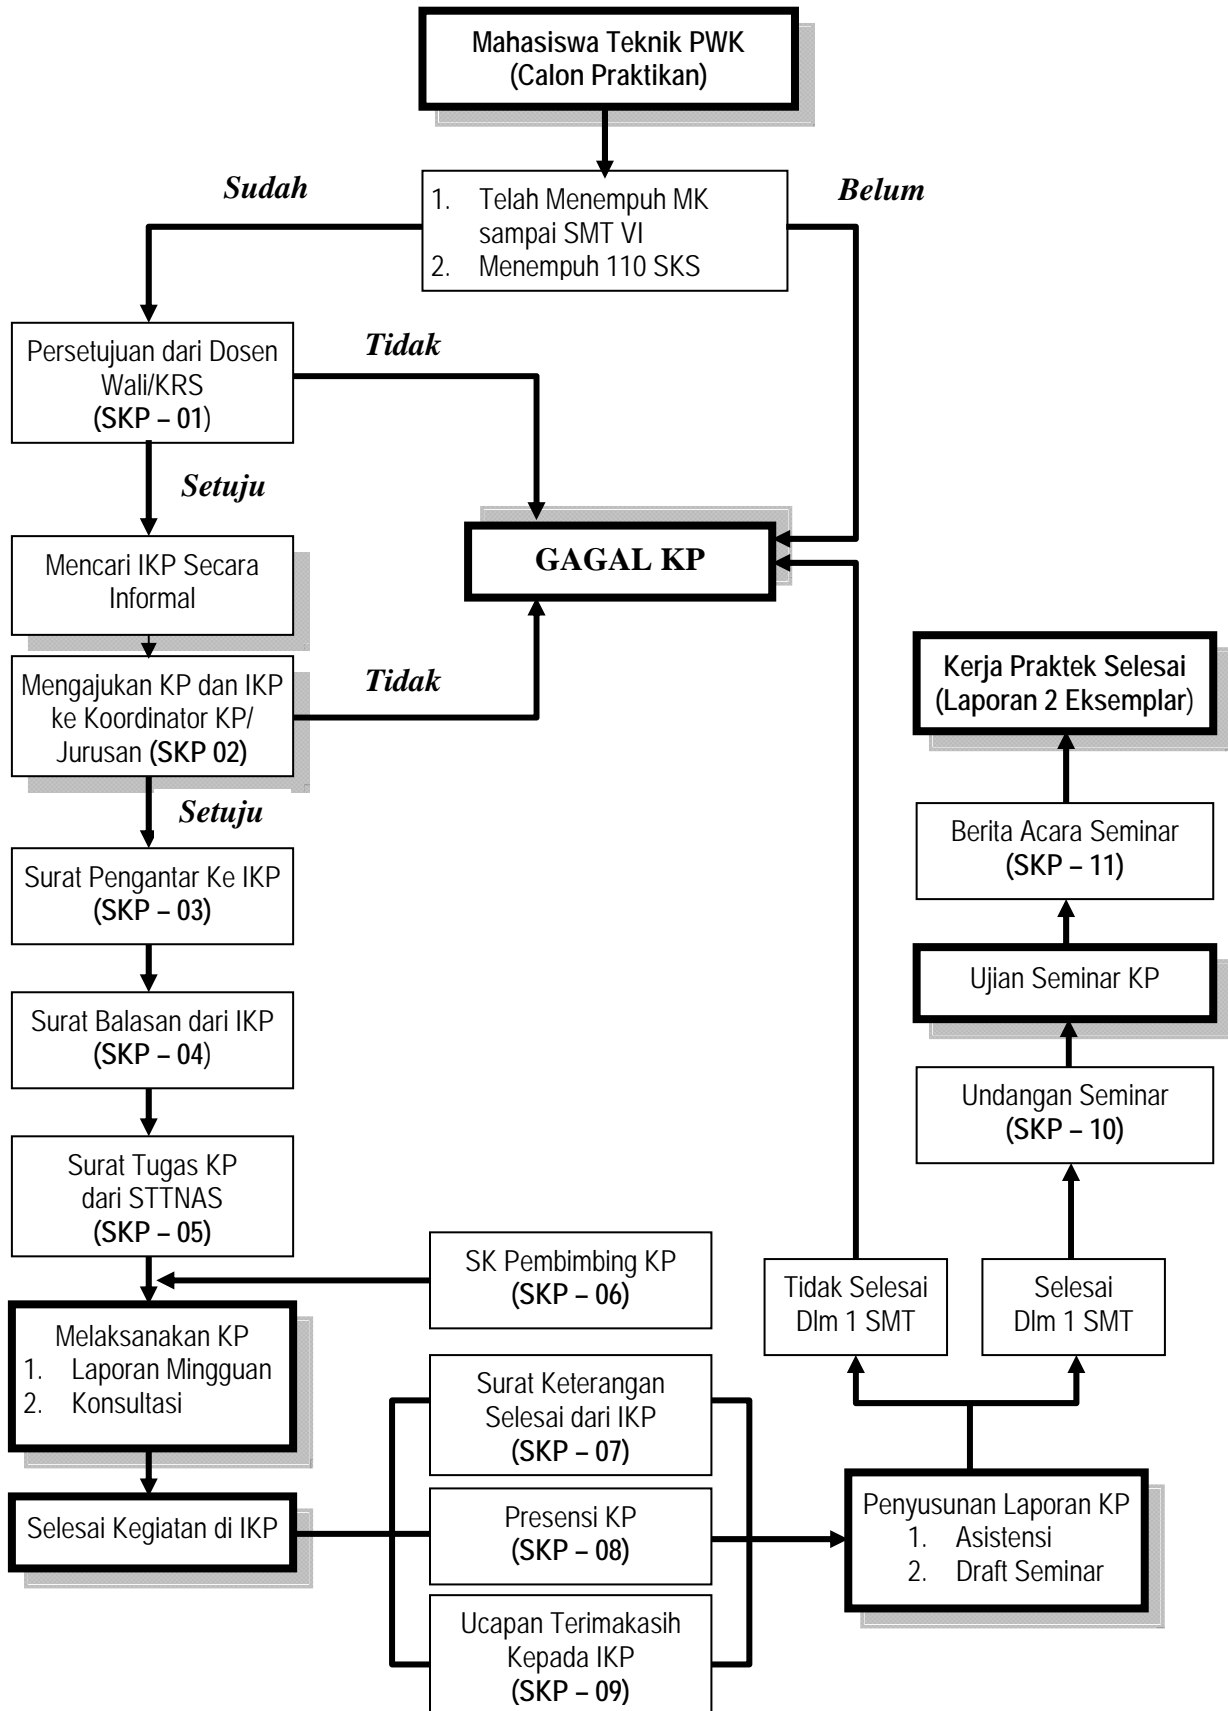 Mahasiswa Teknik PWK
(Calon Praktikan)
Sudah
Belum
1. Telah Menempuh MK
sampai SMT VI
2. Menempuh 110 SKS
Persetujuan dari Dosen
Wali/KRS
(SKP – 01)
Tidak
Setuju
Mencari IKP Secara
Informal
GAGAL KP
Mengajukan KP dan IKP
ke Koordinator KP/
Jurusan (SKP 02)
Tidak
Setuju
Surat Pengantar Ke IKP
(SKP – 03)
Surat Balasan dari IKP
(SKP – 04)
Surat Tugas KP
dari STTNAS
(SKP – 05)
SK Pembimbing KP
(SKP – 06)
Melaksanakan KP
1. Laporan Mingguan
2. Konsultasi
Selesai Kegiatan di IKP
Surat Keterangan
Selesai dari IKP
(SKP – 07)
Presensi KP
(SKP – 08)
Ucapan Terimakasih
Kepada IKP
(SKP – 09)
Penyusunan Laporan KP
1. Asistensi
2. Draft Seminar
Tidak Selesai
Dlm 1 SMT
Selesai
Dlm 1 SMT
Undangan Seminar
(SKP – 10)
Ujian Seminar KP
Berita Acara Seminar
(SKP – 11)
Kerja Praktek Selesai
(Laporan 2 Eksemplar)